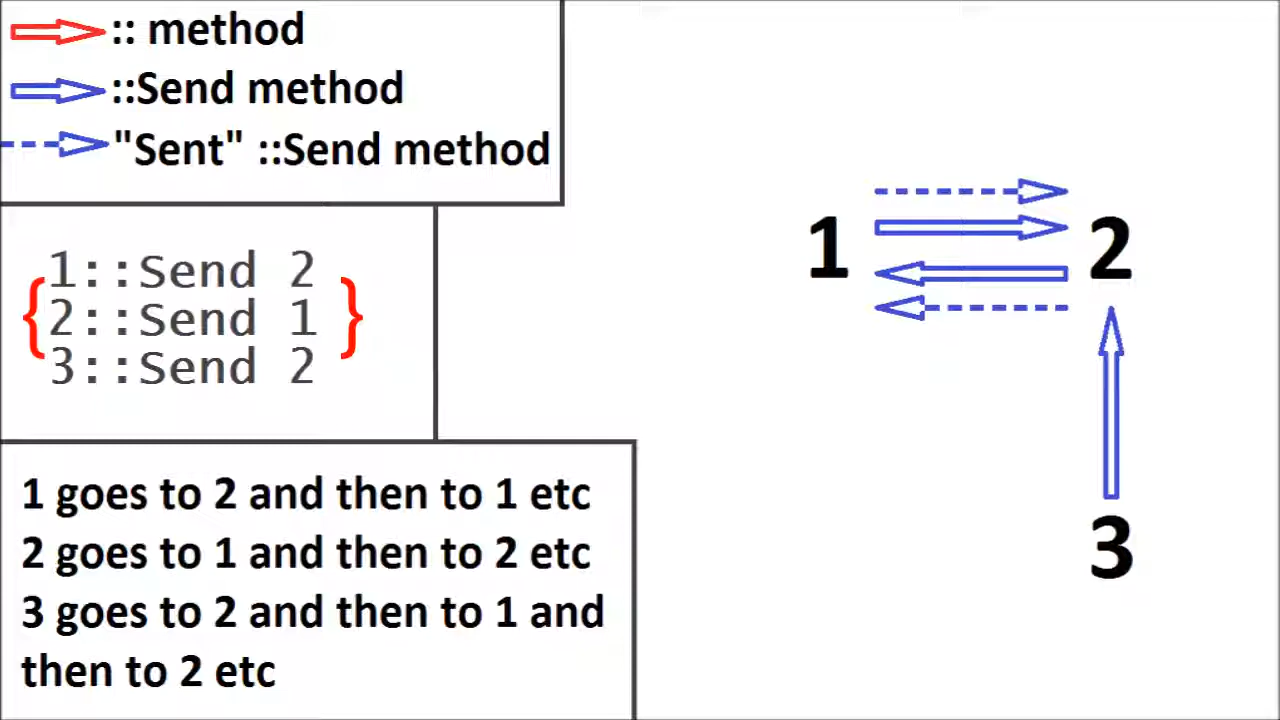 :: method
::Send method
"Sent" ::Send method
1::Send 2
{2::Send 1}
3::Send 2
1 goes to 2 and then to 1 etc
2 goes to 1 and then to 2 etc
3 goes to 2 and then to 1 and
then to 2 etc
1
2
3